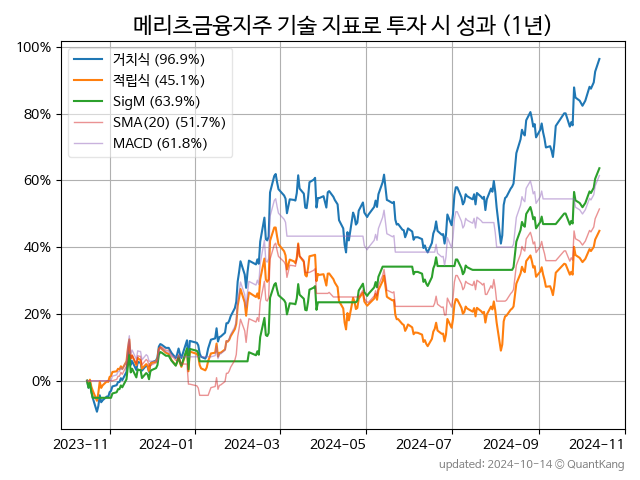 메리츠금융지주 기술 지표로 투자 시 성과 (1년)
100%
80%
60%
40%
20%
0%
거치식 (96.9%)
적립식 (45.1%)
SigM (63.9%)
SMA(20) (51.7%)
MACD (61.8%)
2023-11
2024-01
2024-03
2024-05
2024-07
2024-09
2024-11
updated: 2024-10-14 © QuantKang